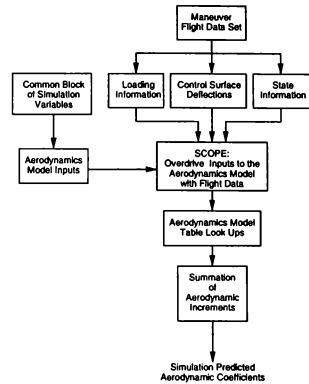 Maneuver
Flight Data Set
Common Block
of Simulation
Variables
Loading
Information
Control Surface
Deflections
State
Information
Aerodynamics
Model Inputs
SCOPE:
Overdrive Inputs to the
Aerodynamics Model
with Flight Data
Aerodynamics Model
Table Look Ups
Summation
of
Aerodynamic
Increments
Simulation Predicted
Aerodynamic Coefficients